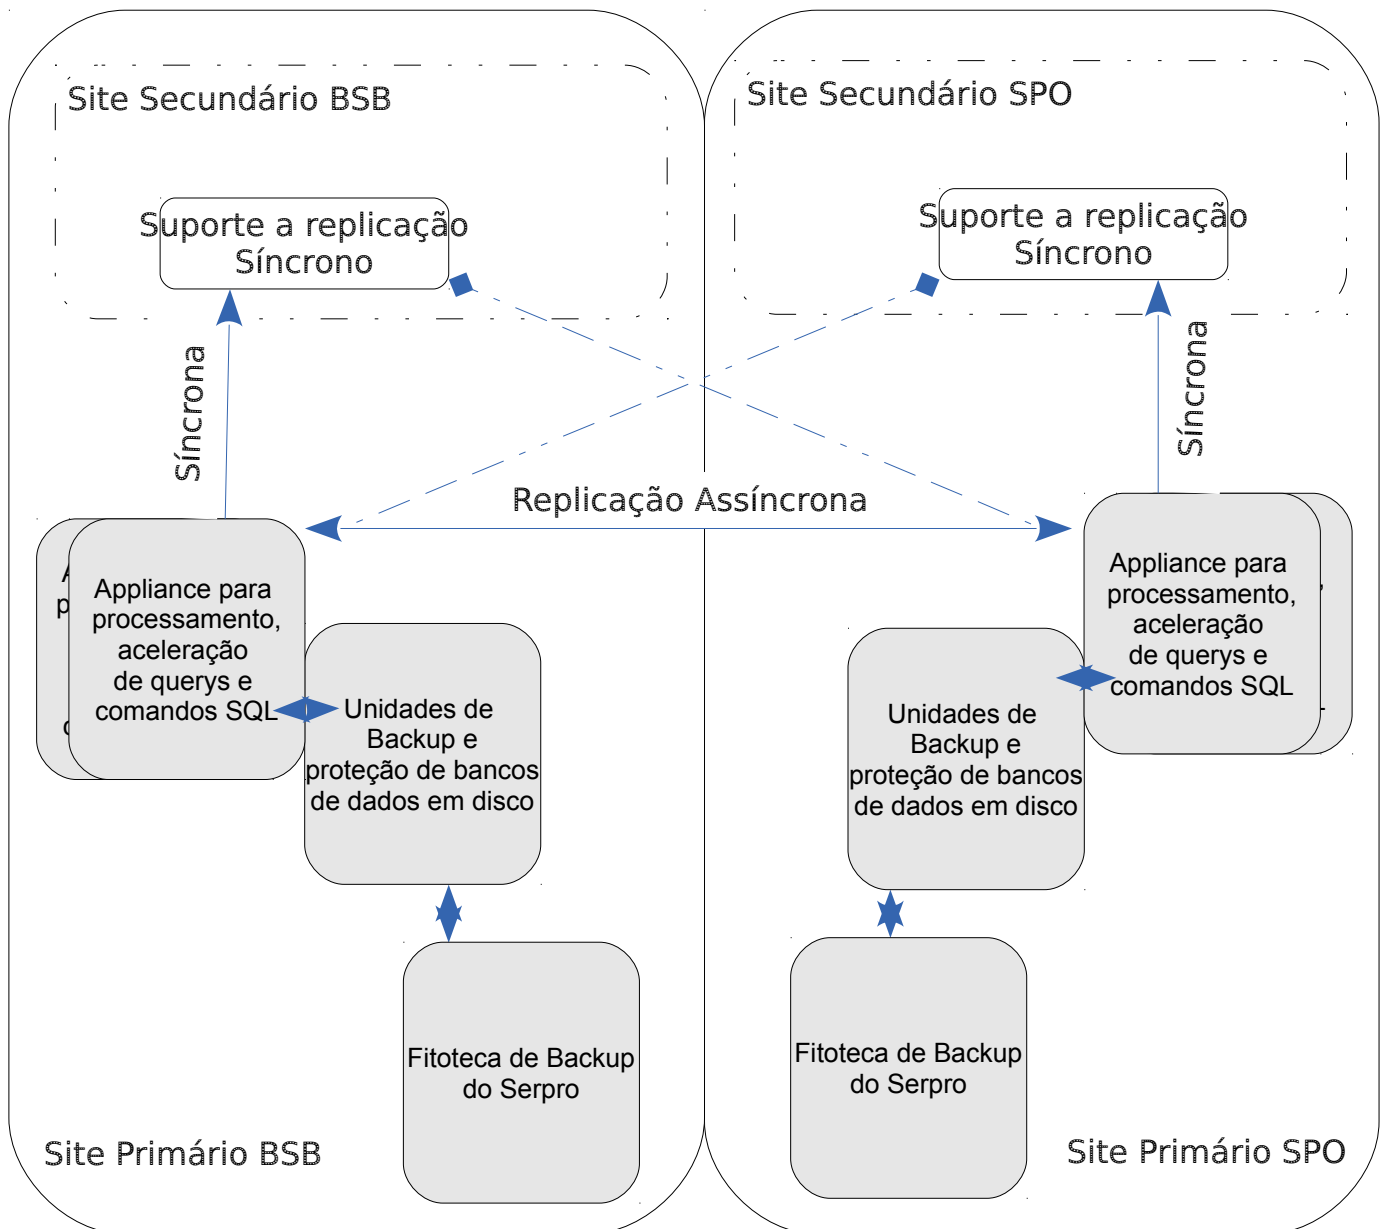 Site Secundário BSB
Suporte a replicação
Síncrono
Síncrona
Site Secundário SPO
Suporte a replicação
Síncrono
Síncrona
Replicação Assíncrona
Appliance para
processamento,
aceleração
de querys e
comandos SQL
Unidades de
Backup e
proteção de bancos
de dados em disco
Fitoteca de Backup
do Serpro
Site Primário BSB
Appliance para
processamento,
aceleração
de querys e
comandos SQL
Unidades de
Backup e
proteção de bancos
de dados em disco
Fitoteca de Backup
do Serpro
Site Primário SPO